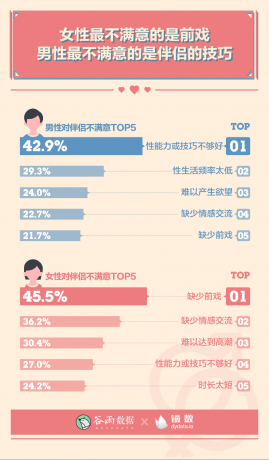 女性最不满意的是前戏
男性最不满意的是伴侣的技巧
男性对伴侣不满意TOP5 TOP
42.9% 性能力或技巧不够好 01
29.3% 性生活频率太低 02
24.0% 难以产生欲望 03
22.7% 缺少情感交流 04
21.7% 缺少前戏 05
女性对伴侣不满意TOP5 TOP
45.5% 缺少前戏 01
36.2% 缺少情感交流 02
30.4% 难以达到高潮 03
27.0% 性能力或技巧不够好 04
24.2% 时长太短 05
谷雨数据 × 镝数
dydata.io